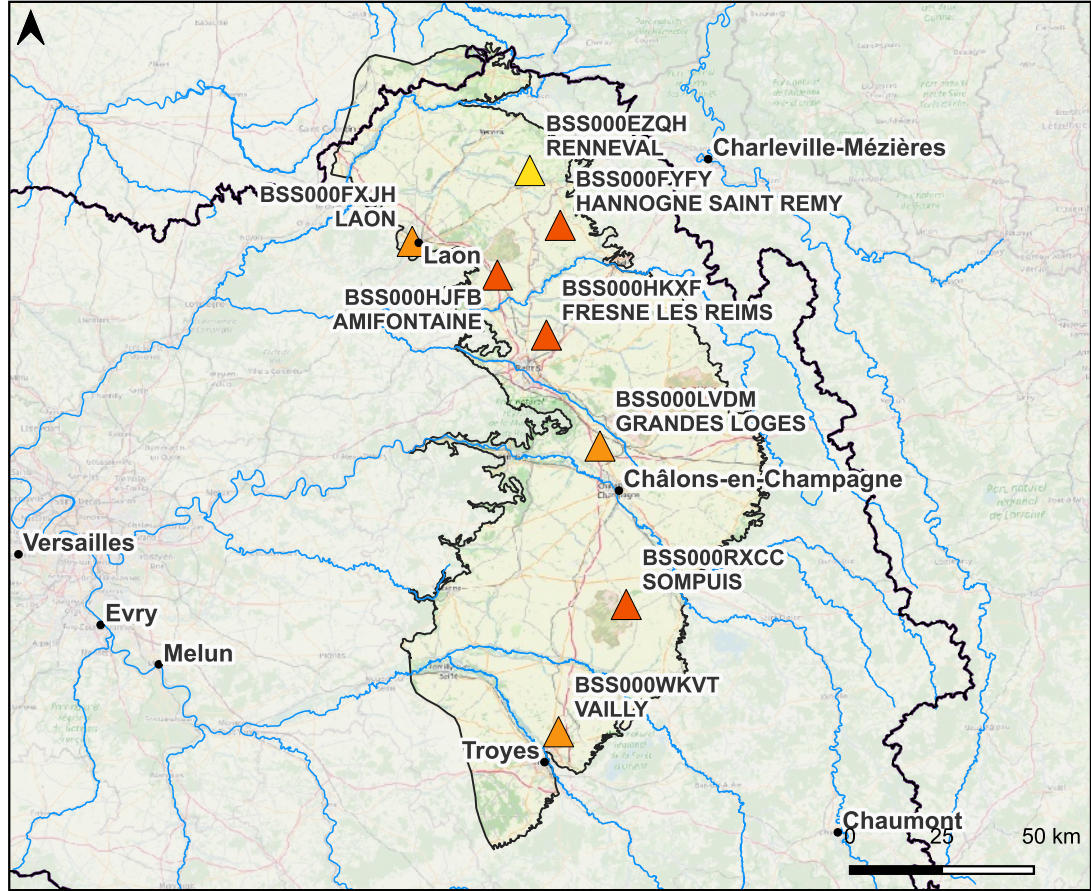 BSS000EZQH
RENNEVAL
Charleville-Mézières
BSS000FYFY
HANNOGNE SAINT REMY
BSS000FXJH
LAON
Laon
BSS000HJFB
AMIFONTAINE
BSS000HKXF
FRESNE LES REIMS
Reims
BSS000LVDM
GRANDES LOGES
Châlons-en-Champagne
Versailles
BSS000RXCC
SOMPUIS
Evry
Melun
BSS000WKVT
VAILLY
Troyes
Chaumont
0 25 50 km